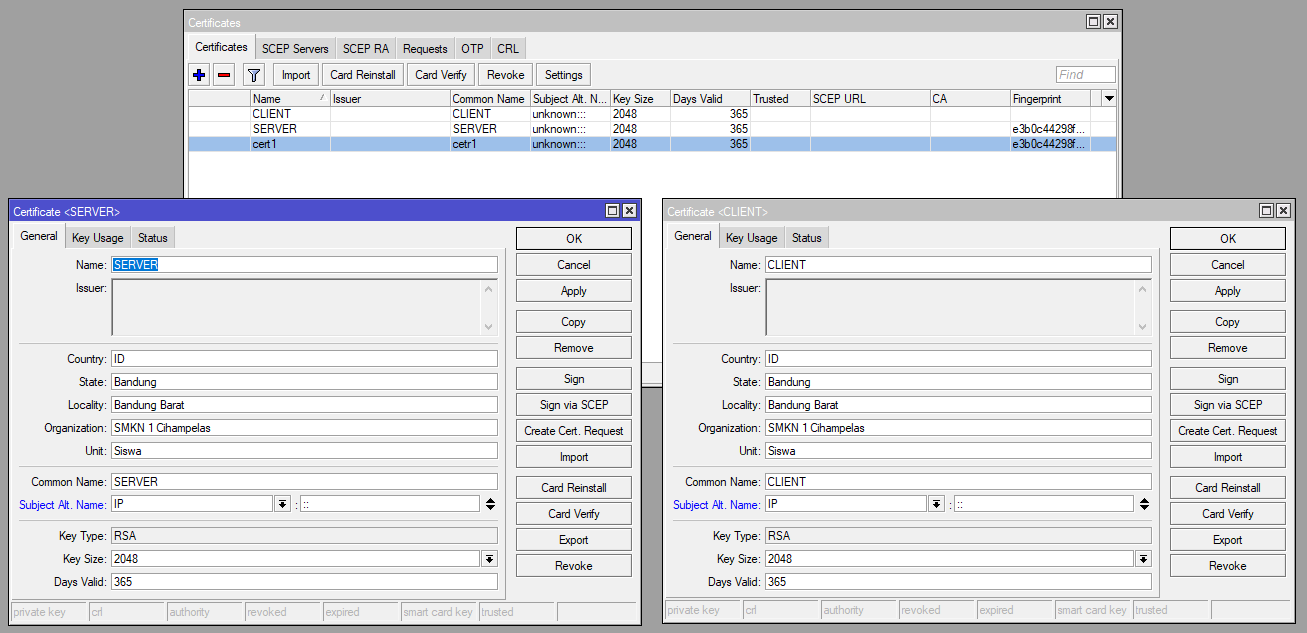 Certificates
Certificates SCEP Servers SCEP RA Requests OTP CRL
Import Card Reinstall Card Verify Revoke Settings Find
Name / Issuer Common Name Subject Alt. N... Key Size Days Valid Trusted SCEP URL CA Fingerprint
CLIENT CLIENT unknown::: 2048 365
SERVER SERVER unknown::: 2048 365 e3b0c44298f...
cert1 cetr1 unknown::: 2048 365 e3b0c44298f...
Certificate <SERVER>
General Key Usage Status
Name: SERVER
Issuer:
Country: ID
State: Bandung
Locality: Bandung Barat
Organization: SMKN 1 Cihampelas
Unit: Siswa
Common Name: SERVER
Subject Alt. Name: IP : ::
Key Type: RSA
Key Size: 2048
Days Valid: 365
OK
Cancel
Apply
Copy
Remove
Sign
Sign via SCEP
Create Cert. Request
Import
Card Reinstall
Card Verify
Export
Revoke
private key crl authority revoked expired smart card key trusted
Certificate <CLIENT>
General Key Usage Status
Name: CLIENT
Issuer:
Country: ID
State: Bandung
Locality: Bandung Barat
Organization: SMKN 1 Cihampelas
Unit: Siswa
Common Name: CLIENT
Subject Alt. Name: IP : ::
Key Type: RSA
Key Size: 2048
Days Valid: 365
OK
Cancel
Apply
Copy
Remove
Sign
Sign via SCEP
Create Cert. Request
Import
Card Reinstall
Card Verify
Export
Revoke
private key crl authority revoked expired smart card key trusted